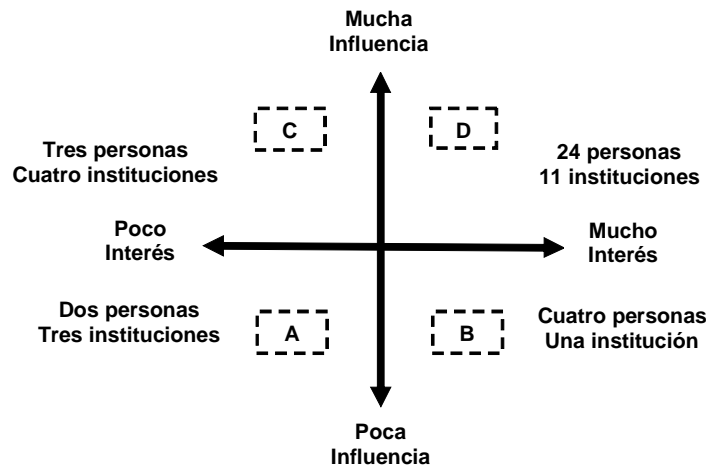 Mucha
Influencia
C
D
Tres personas
Cuatro instituciones
24 personas
11 instituciones
Poco
Interés
Mucho
Interés
Dos personas
Tres instituciones
A
B
Cuatro personas
Una institución
Poca
Influencia